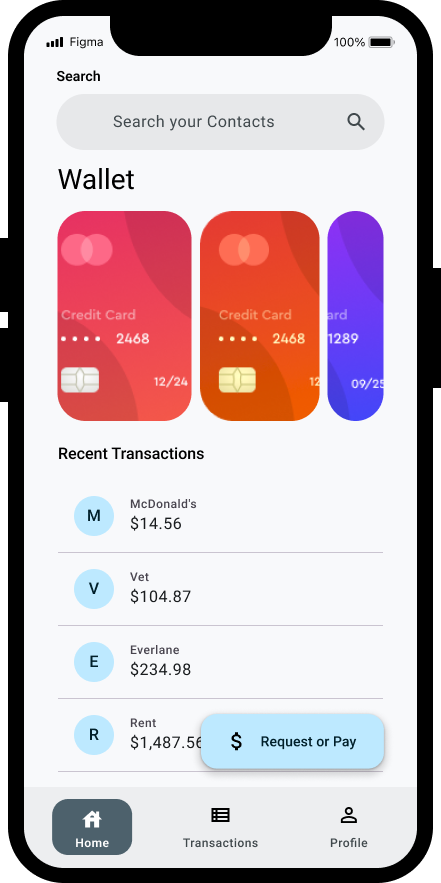 Figma
100%
Search
Search your Contacts
Wallet
Credit Card
2468
12/24
Credit Card
2468
12
ard
1289
09/25
Recent Transactions
M
McDonald's
$14.56
V
Vet
$104.87
E
Everlane
$234.98
R
Rent
$1,487.56
$ Request or Pay
Home
Transactions
Profile